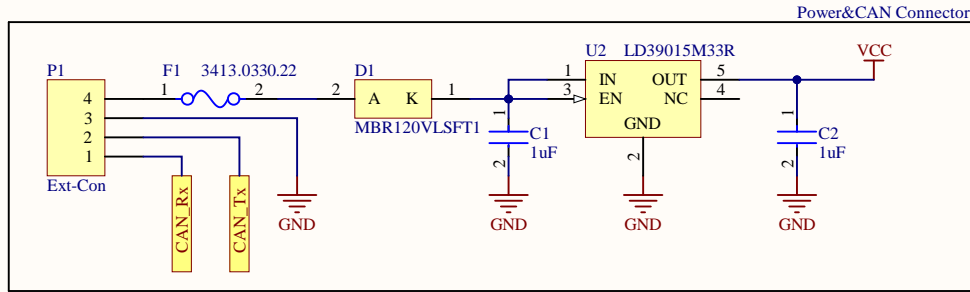 Power&CAN Connector
P1
F1
3413.0330.22
D1
U2
LD39015M33R
VCC
4
3
2
1
1
2
2
A
K
1
1
3
IN
EN
OUT
NC
GND
5
4
MBR120VLSFT1
1
2
C1
1uF
2
1
2
C2
1uF
Ext-Con
CAN_Rx
CAN_Tx
GND
GND
GND
GND